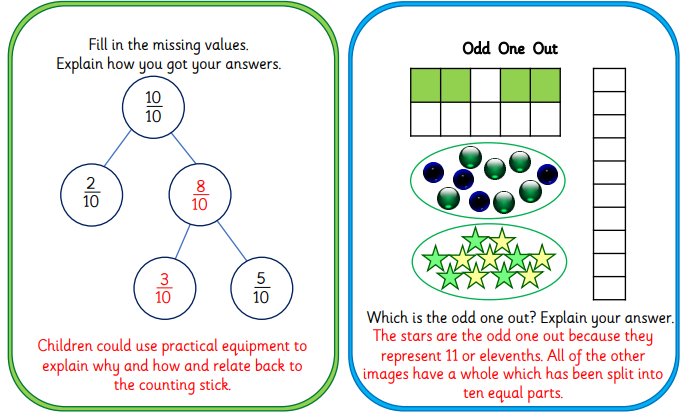 Fill in the missing values.
Explain how you got your answers.
10
10
2
10
8
10
3
10
5
10
Children could use practical equipment to
explain why and how and relate back to
the counting stick.
Odd One Out
Which is the odd one out? Explain your answer.
The stars are the odd one out because they
represent 11 or elevenths. All of the other
images have a whole which has been split into
ten equal parts.